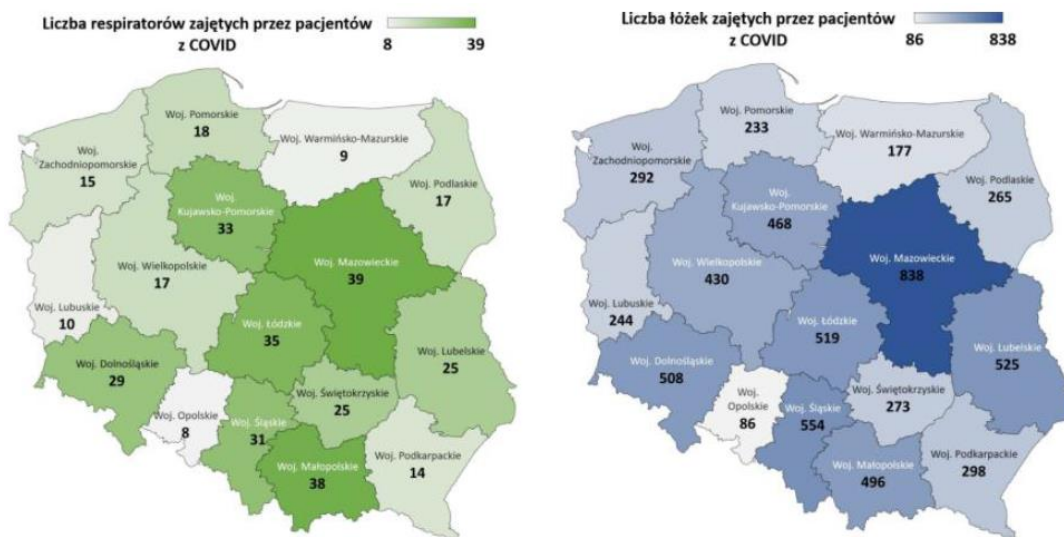 Liczba respiratorów zajętych przez pacjentów
z COVID
8
39
Woj. Pomorskie
18
Woj. Warmińsko-Mazurskie
9
Woj.
Zachodniopomorskie
15
Woj. Podlaskie
17
Woj.
Kujawsko-Pomorskie
33
Woj. Mazowieckie
39
Woj. Wielkopolskie
17
Woj. Lubuskie
10
Woj. Łódzkie
35
Woj. Lubelskie
25
Woj. Dolnośląskie
29
Woj. Świętokrzyskie
25
Woj. Opolskie
8
Woj. Śląskie
31
Woj. Małopolskie
38
Woj. Podkarpackie
14
Liczba łóżek zajętych przez pacjentów
z COVID
86
838
Woj. Pomorskie
233
Woj. Warmińsko-Mazurskie
177
Woj.
Zachodniopomorskie
292
Woj. Podlaskie
265
Woj.
Kujawsko-Pomorskie
468
Woj. Mazowieckie
838
Woj. Wielkopolskie
430
Woj. Lubuskie
244
Woj. Łódzkie
519
Woj. Lubelskie
525
Woj. Dolnośląskie
508
Woj. Świętokrzyskie
273
Woj.
Opolskie
86
Woj. Śląskie
554
Woj. Małopolskie
496
Woj. Podkarpackie
298